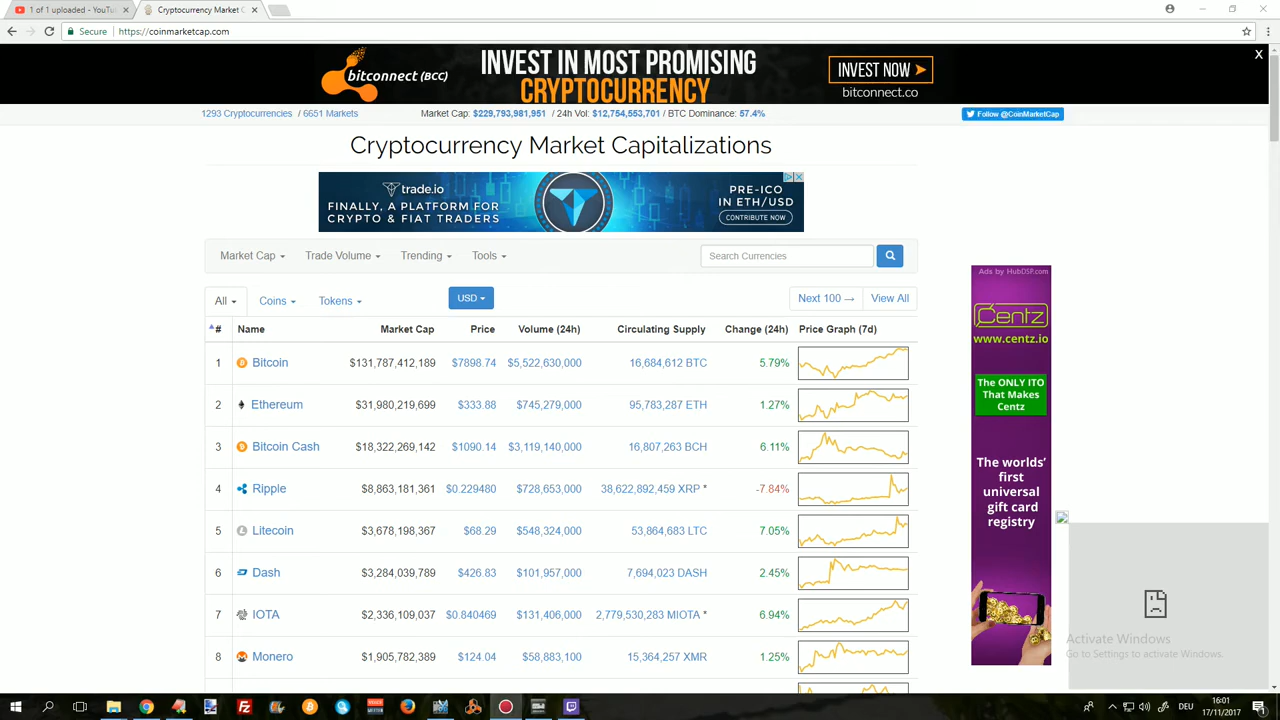 1 of 1 uploaded - YouTu
Cryptocurrency Market C
Secure
https://coinmarketcap.com
bitconnect (BCC)
INVEST IN MOST PROMISING
CRYPTOCURRENCY
INVEST NOW
bitconnect.co
X
1293 Cryptocurrencies / 6651 Markets
Market Cap: $229,793,981,951 / 24h Vol: $12,754,553,701 / BTC Dominance: 57.4%
Follow @CoinMarketCap
Cryptocurrency Market Capitalizations
trade.io
FINALLY, A PLATFORM FOR
CRYPTO & FIAT TRADERS
PRE-ICO
IN ETH/USD
CONTRIBUTE NOW
Market Cap
Trade Volume
Trending
Tools
Search Currencies
All
Coins
Tokens
USD
Next 100 →
View All
# Name Market Cap Price Volume (24h) Circulating Supply Change (24h) Price Graph (7d)
1 Bitcoin $131,787,412,189 $7898.74 $5,522,630,000 16,684,612 BTC 5.79%
2 Ethereum $31,980,219,699 $333.88 $745,279,000 95,783,287 ETH 1.27%
3 Bitcoin Cash $18,322,269,142 $1090.14 $3,119,140,000 16,807,263 BCH 6.11%
4 Ripple $8,863,181,361 $0.229480 $728,653,000 38,622,892,459 XRP * -7.84%
5 Litecoin $3,678,198,367 $68.29 $548,324,000 53,864,683 LTC 7.05%
6 Dash $3,284,039,789 $426.83 $101,957,000 7,694,023 DASH 2.45%
7 IOTA $2,336,109,037 $0.840469 $131,406,000 2,779,530,283 MIOTA * 6.94%
8 Monero $1,905,782,389 $124.04 $58,883,100 15,364,257 XMR 1.25%
Ads by HubOSP.com
Centz
www.centz.io
The ONLY ITO
That Makes
Centz
The worlds’
first
universal
gift card
registry
Activate Windows
Go to Settings to activate Windows.
DEU
16:01
17/11/2017